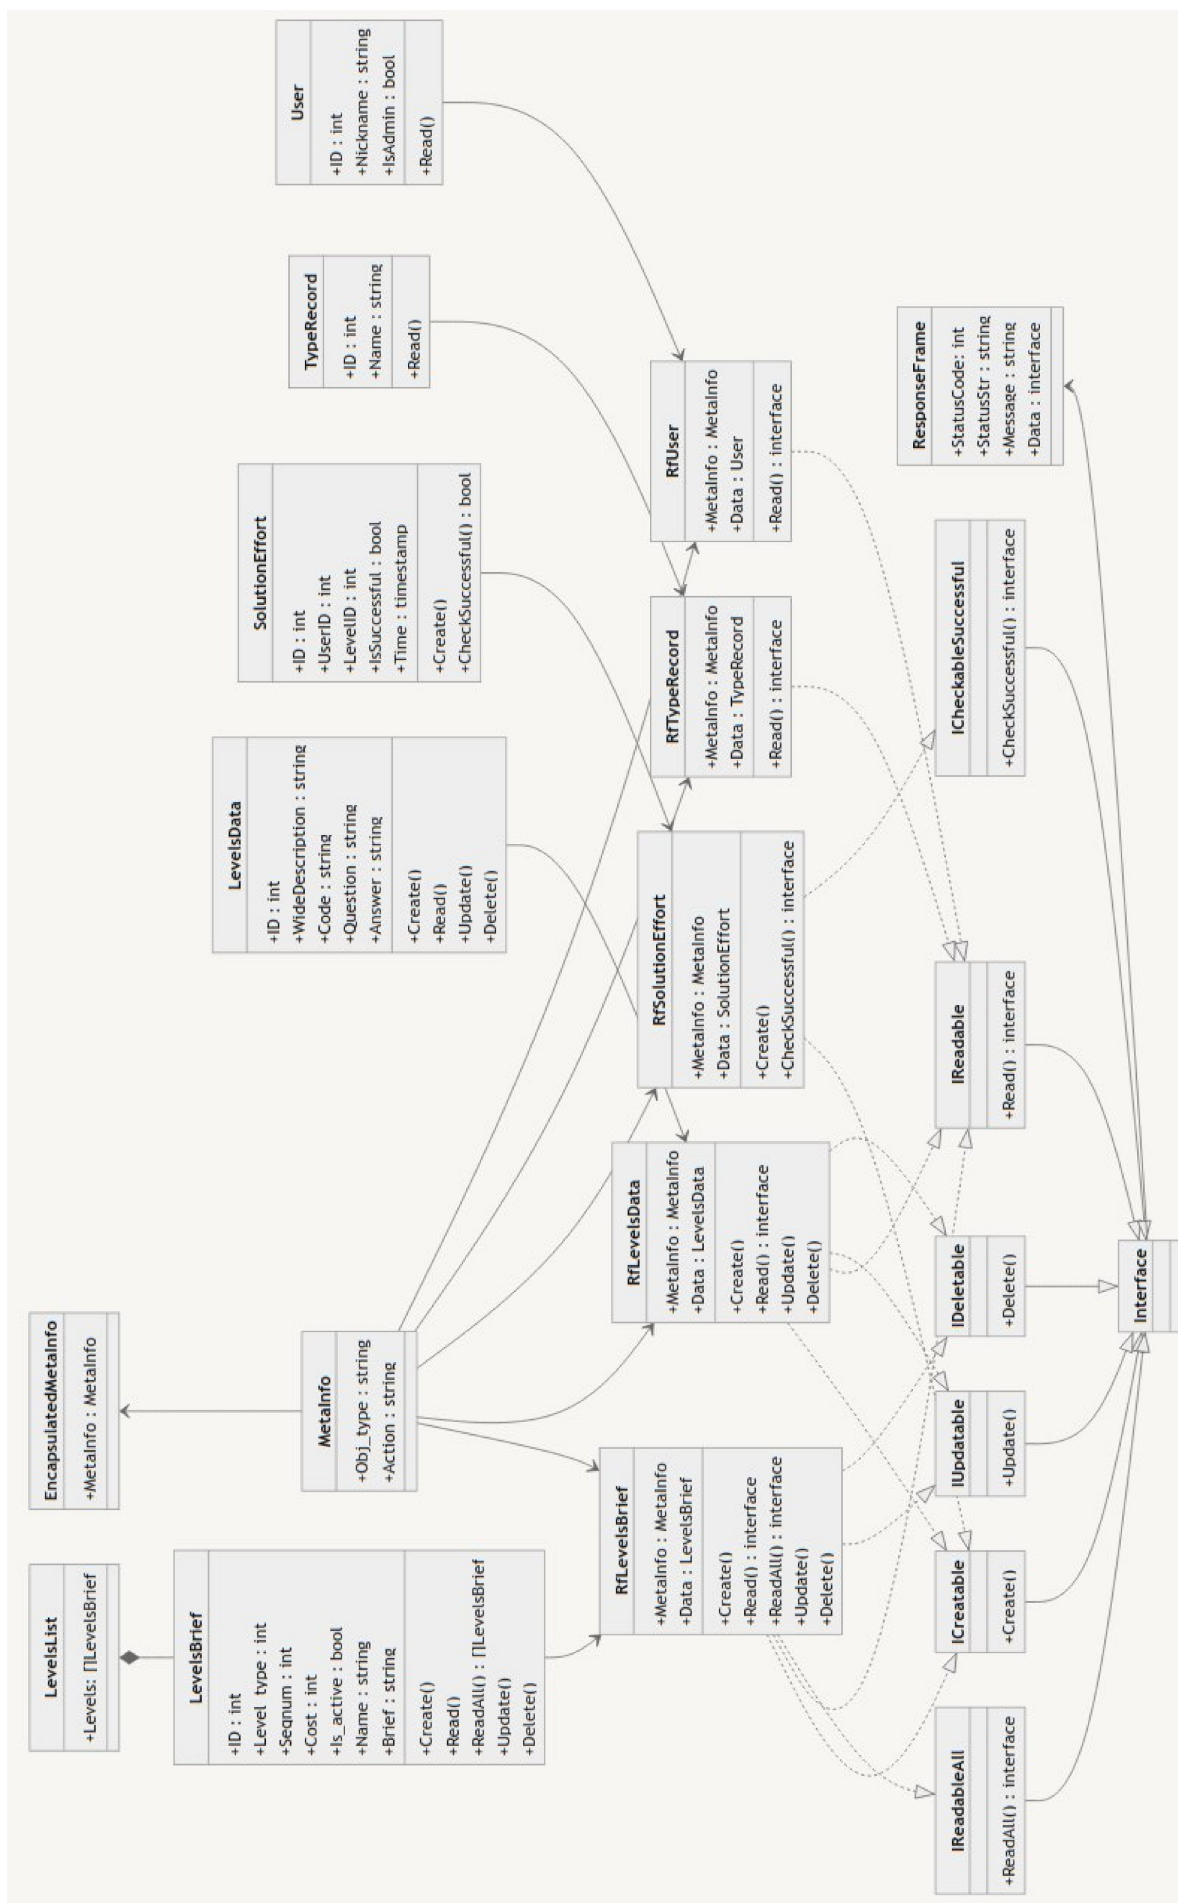 LevelsList
+Levels: []LevelsBrief
EncapsulatedMetaInfo
+MetaInfo : MetaInfo
LevelsBrief
+ID : int
+Level_type : int
+Seqnum : int
+Cost : int
+Is_active : bool
+Name : string
+Brief : string
+Create()
+Read()
+ReadAll() : []LevelsBrief
+Update()
+Delete()
MetaInfo
+Obj_type : string
+Action : string
LevelsData
+ID : int
+WideDescription : string
+Code : string
+Question : string
+Answer : string
+Create()
+Read()
+Update()
+Delete()
SolutionEffort
+ID : int
+UserID : int
+LevelID : int
+IsSuccessful : bool
+Time : timestamp
+Create()
+CheckSuccessful() : bool
TypeRecord
+ID : int
+Name : string
+Read()
User
+ID : int
+Nickname : string
+IsAdmin : bool
+Read()
RfLevelsBrief
+MetaInfo : MetaInfo
+Data : LevelsBrief
+Create()
+Read() : interface
+ReadAll() : interface
+Update()
+Delete()
RfLevelsData
+MetaInfo : MetaInfo
+Data : LevelsData
+Create()
+Read() : interface
+Update()
+Delete()
RfSolutionEffort
+MetaInfo : MetaInfo
+Data : SolutionEffort
+Create()
+CheckSuccessful() : interface
RfTypeRecord
+MetaInfo : MetaInfo
+Data : TypeRecord
+Read() : interface
RfUser
+MetaInfo : MetaInfo
+Data : User
+Read() : interface
IReadableAll
+ReadAll() : interface
ICreatable
+Create()
IUpdatable
+Update()
IDeletable
+Delete()
IReadable
+Read() : interface
ICheckableSuccessful
+CheckSuccessful() : interface
ResponseFrame
+StatusCode: int
+StatusStr : string
+Message : string
+Data : interface
Interface